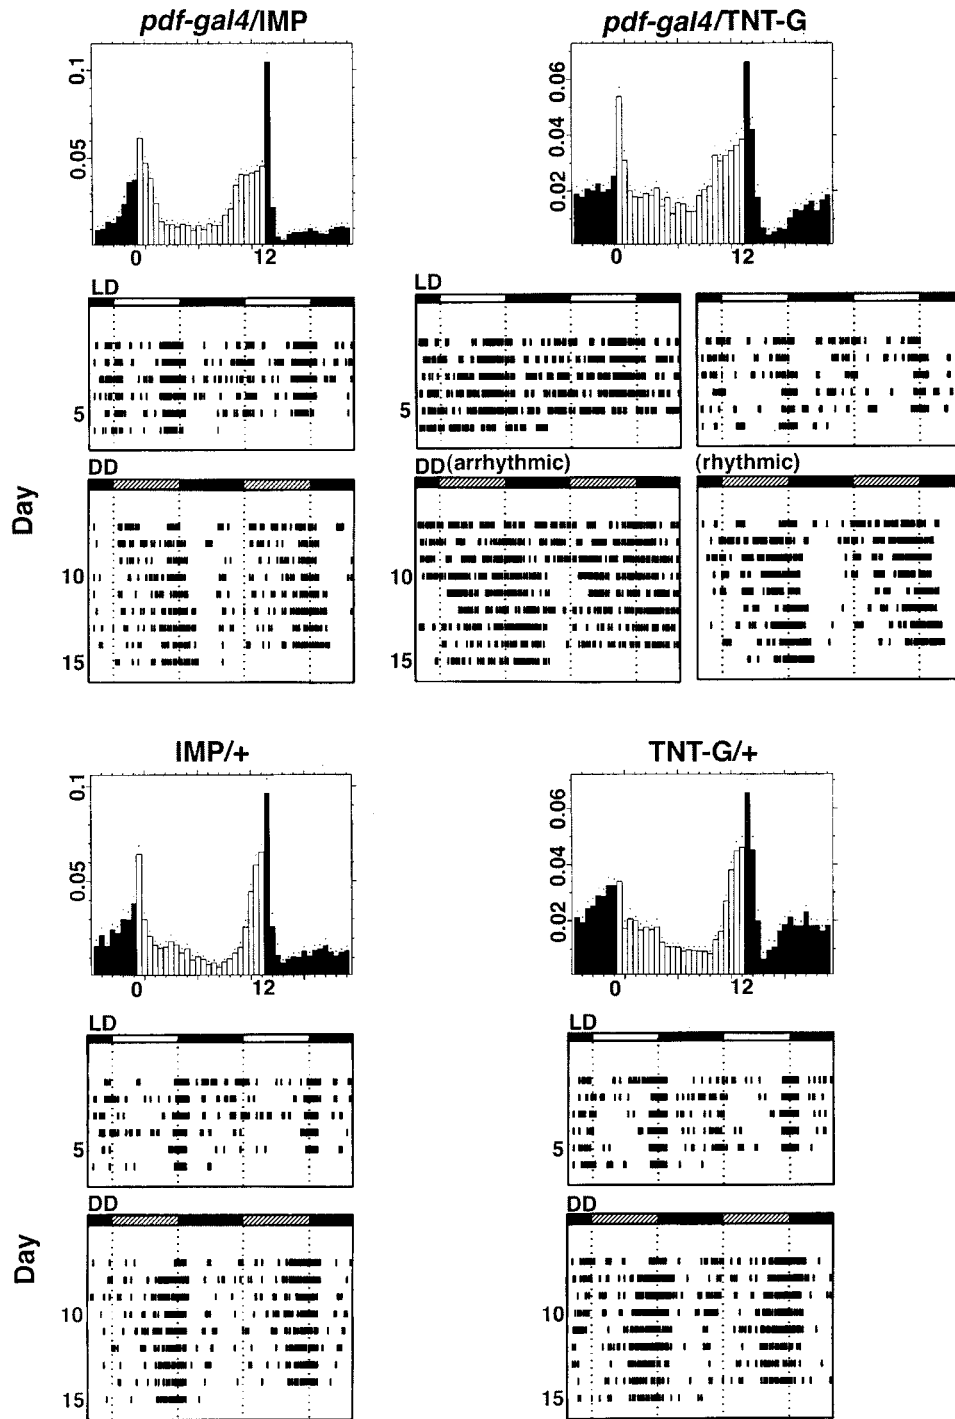 pdf-gal4/IMP
pdf-gal4/TNT-G
0.1
0.05
0 12
0.06
0.04
0.02
0 12
LD
5
LD
5
DD
10
15
Day
DD (arrhythmic)
(rhythmic)
10
15
IMP/+
TNT-G/+
0.1
0.05
0 12
0.06
0.04
0.02
0 12
LD
5
LD
5
DD
10
15
Day
DD
10
15